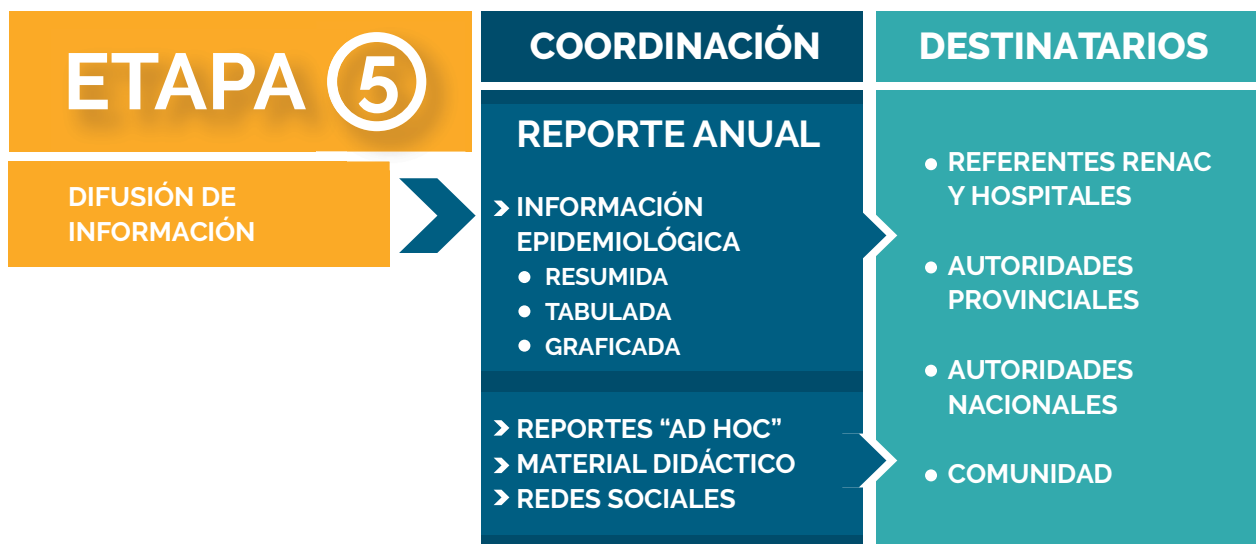 ETAPA 5
DIFUSIÓN DE
INFORMACIÓN
COORDINACIÓN
REPORTE ANUAL
INFORMACIÓN
EPIDEMIOLÓGICA
RESUMIDA
TABULADA
GRAFICADA
REPORTES “AD HOC”
MATERIAL DIDÁCTICO
REDES SOCIALES
DESTINATARIOS
REFERENTES RENAC
Y HOSPITALES
AUTORIDADES
PROVINCIALES
AUTORIDADES
NACIONALES
COMUNIDAD